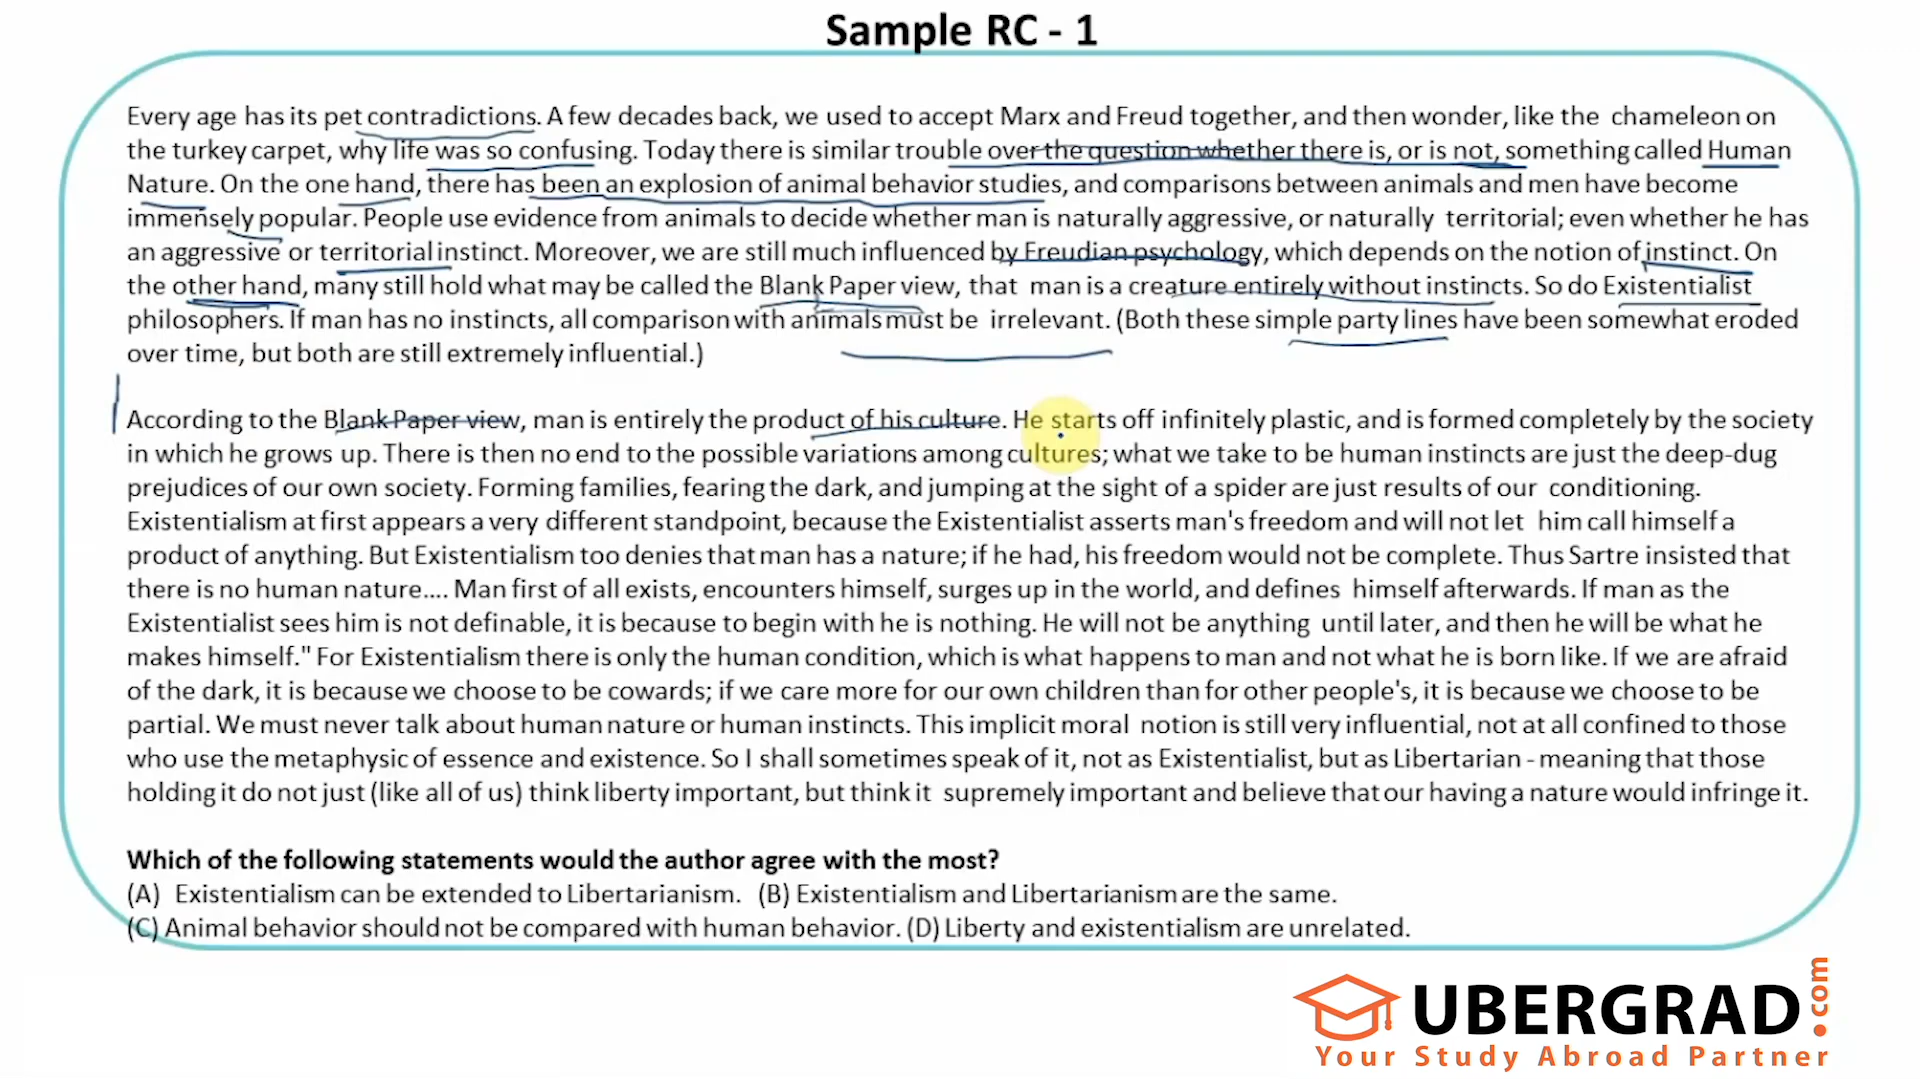 Sample RC - 1
Every age has its pet contradictions. A few decades back, we used to accept Marx and Freud together, and then wonder, like the chameleon on
the turkey carpet, why life was so confusing. Today there is similar trouble over the question whether there is, or is not, something called Human
Nature. On the one hand, there has been an explosion of animal behavior studies, and comparisons between animals and men have become
immensely popular. People use evidence from animals to decide whether man is naturally aggressive, or naturally territorial; even whether he has
an aggressive or territorial instinct. Moreover, we are still much influenced by Freudian psychology, which depends on the notion of instinct. On
the other hand, many still hold what may be called the Blank Paper view, that man is a creature entirely without instincts. So do Existentialist
philosophers. If man has no instincts, all comparison with animals must be irrelevant. (Both these simple party lines have been somewhat eroded
over time, but both are still extremely influential.)
According to the Blank Paper view, man is entirely the product of his culture. He starts off infinitely plastic, and is formed completely by the society
in which he grows up. There is then no end to the possible variations among cultures; what we take to be human instincts are just the deep-dug
prejudices of our own society. Forming families, fearing the dark, and jumping at the sight of a spider are just results of our conditioning.
Existentialism at first appears a very different standpoint, because the Existentialist asserts man's freedom and will not let him call himself a
product of anything. But Existentialism too denies that man has a nature; if he had, his freedom would not be complete. Thus Sartre insisted that
there is no human nature.... Man first of all exists, encounters himself, surges up in the world, and defines himself afterwards. If man as the
Existentialist sees him is not definable, it is because to begin with he is nothing. He will not be anything until later, and then he will be what he
makes himself." For Existentialism there is only the human condition, which is what happens to man and not what he is born like. If we are afraid
of the dark, it is because we choose to be cowards; if we care more for our own children than for other people's, it is because we choose to be
partial. We must never talk about human nature or human instincts. This implicit moral notion is still very influential, not at all confined to those
who use the metaphysic of essence and existence. So I shall sometimes speak of it, not as Existentialist, but as Libertarian - meaning that those
holding it do not just (like all of us) think liberty important, but think it supremely important and believe that our having a nature would infringe it.
Which of the following statements would the author agree with the most?
(A) Existentialism can be extended to Libertarianism. (B) Existentialism and Libertarianism are the same.
(C) Animal behavior should not be compared with human behavior. (D) Liberty and existentialism are unrelated.
UBERGRAD.com
Your Study Abroad Partner